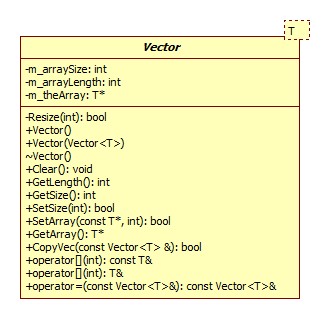 T
Vector
-m_arraySize: int
-m_arrayLength: int
-m_theArray: T*
-Resize(int): bool
+Vector()
+Vector(Vector<T>)
~Vector()
+Clear(): void
+GetLength(): int
+GetSize(): int
+SetSize(int): bool
+SetArray(const T*, int): bool
+GetArray(): T*
+CopyVec(const Vector<T> &): bool
+operator[](int): const T&
+operator[](int): T&
+operator=(const Vector<T>&): const Vector<T>&